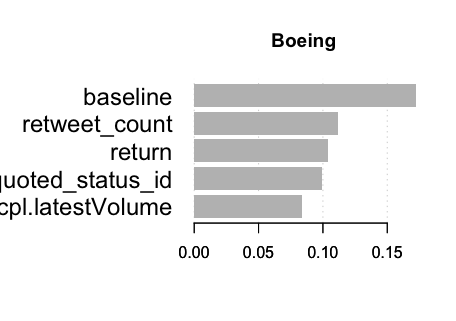 Boeing
baseline
retweet_count
return
quoted_status_id
cpl.latestVolume
0.00 0.05 0.10 0.15